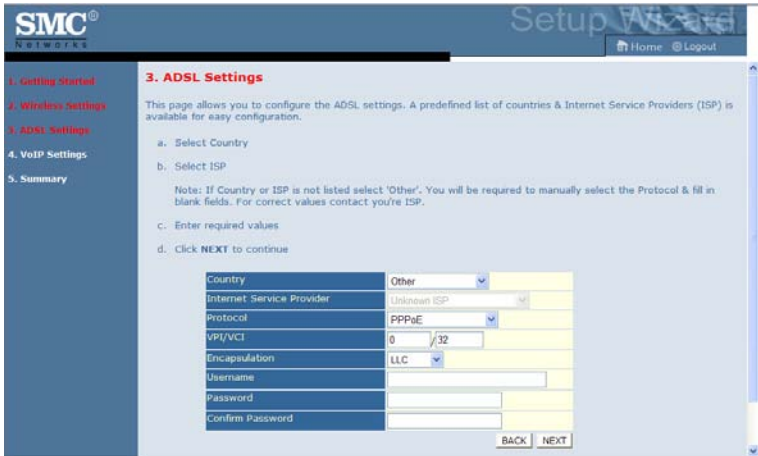 SMC®
Networks
Setup Wizard
Home Logout
1. Getting Started
2. Wireless Settings
3. ADSL Settings
4. VoIP Settings
5. Summary
3. ADSL Settings
This page allows you to configure the ADSL settings. A predefined list of countries & Internet Service Providers (ISP) is
available for easy configuration.
a. Select Country
b. Select ISP
Note: If Country or ISP is not listed select 'Other'. You will be required to manually select the Protocol & fill in
blank fields. For correct values contact you're ISP.
c. Enter required values
d. Click NEXT to continue
Country Other
Internet Service Provider Unknown ISP
Protocol PPPoE
VPI/VCI 0 / 32
Encapsulation LLC
Username
Password
Confirm Password
BACK NEXT